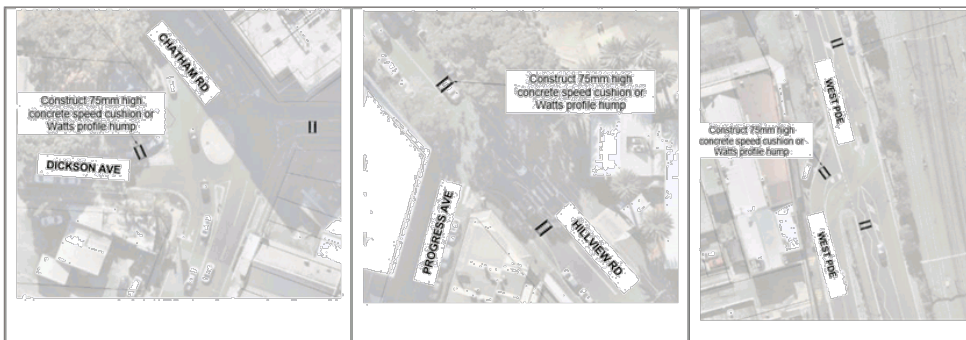 CHATHAM RD
Construct 75mm high
concrete speed cushion or
Watts profile hump
DICKSON AVE
Construct 75mm high
concrete speed cushion or
Watts profile hump
PROGRESS AVE
HILLVIEW RD
WEST PDE
Construct 75mm high
concrete speed cushion or
Watts profile hump
WEST PDE